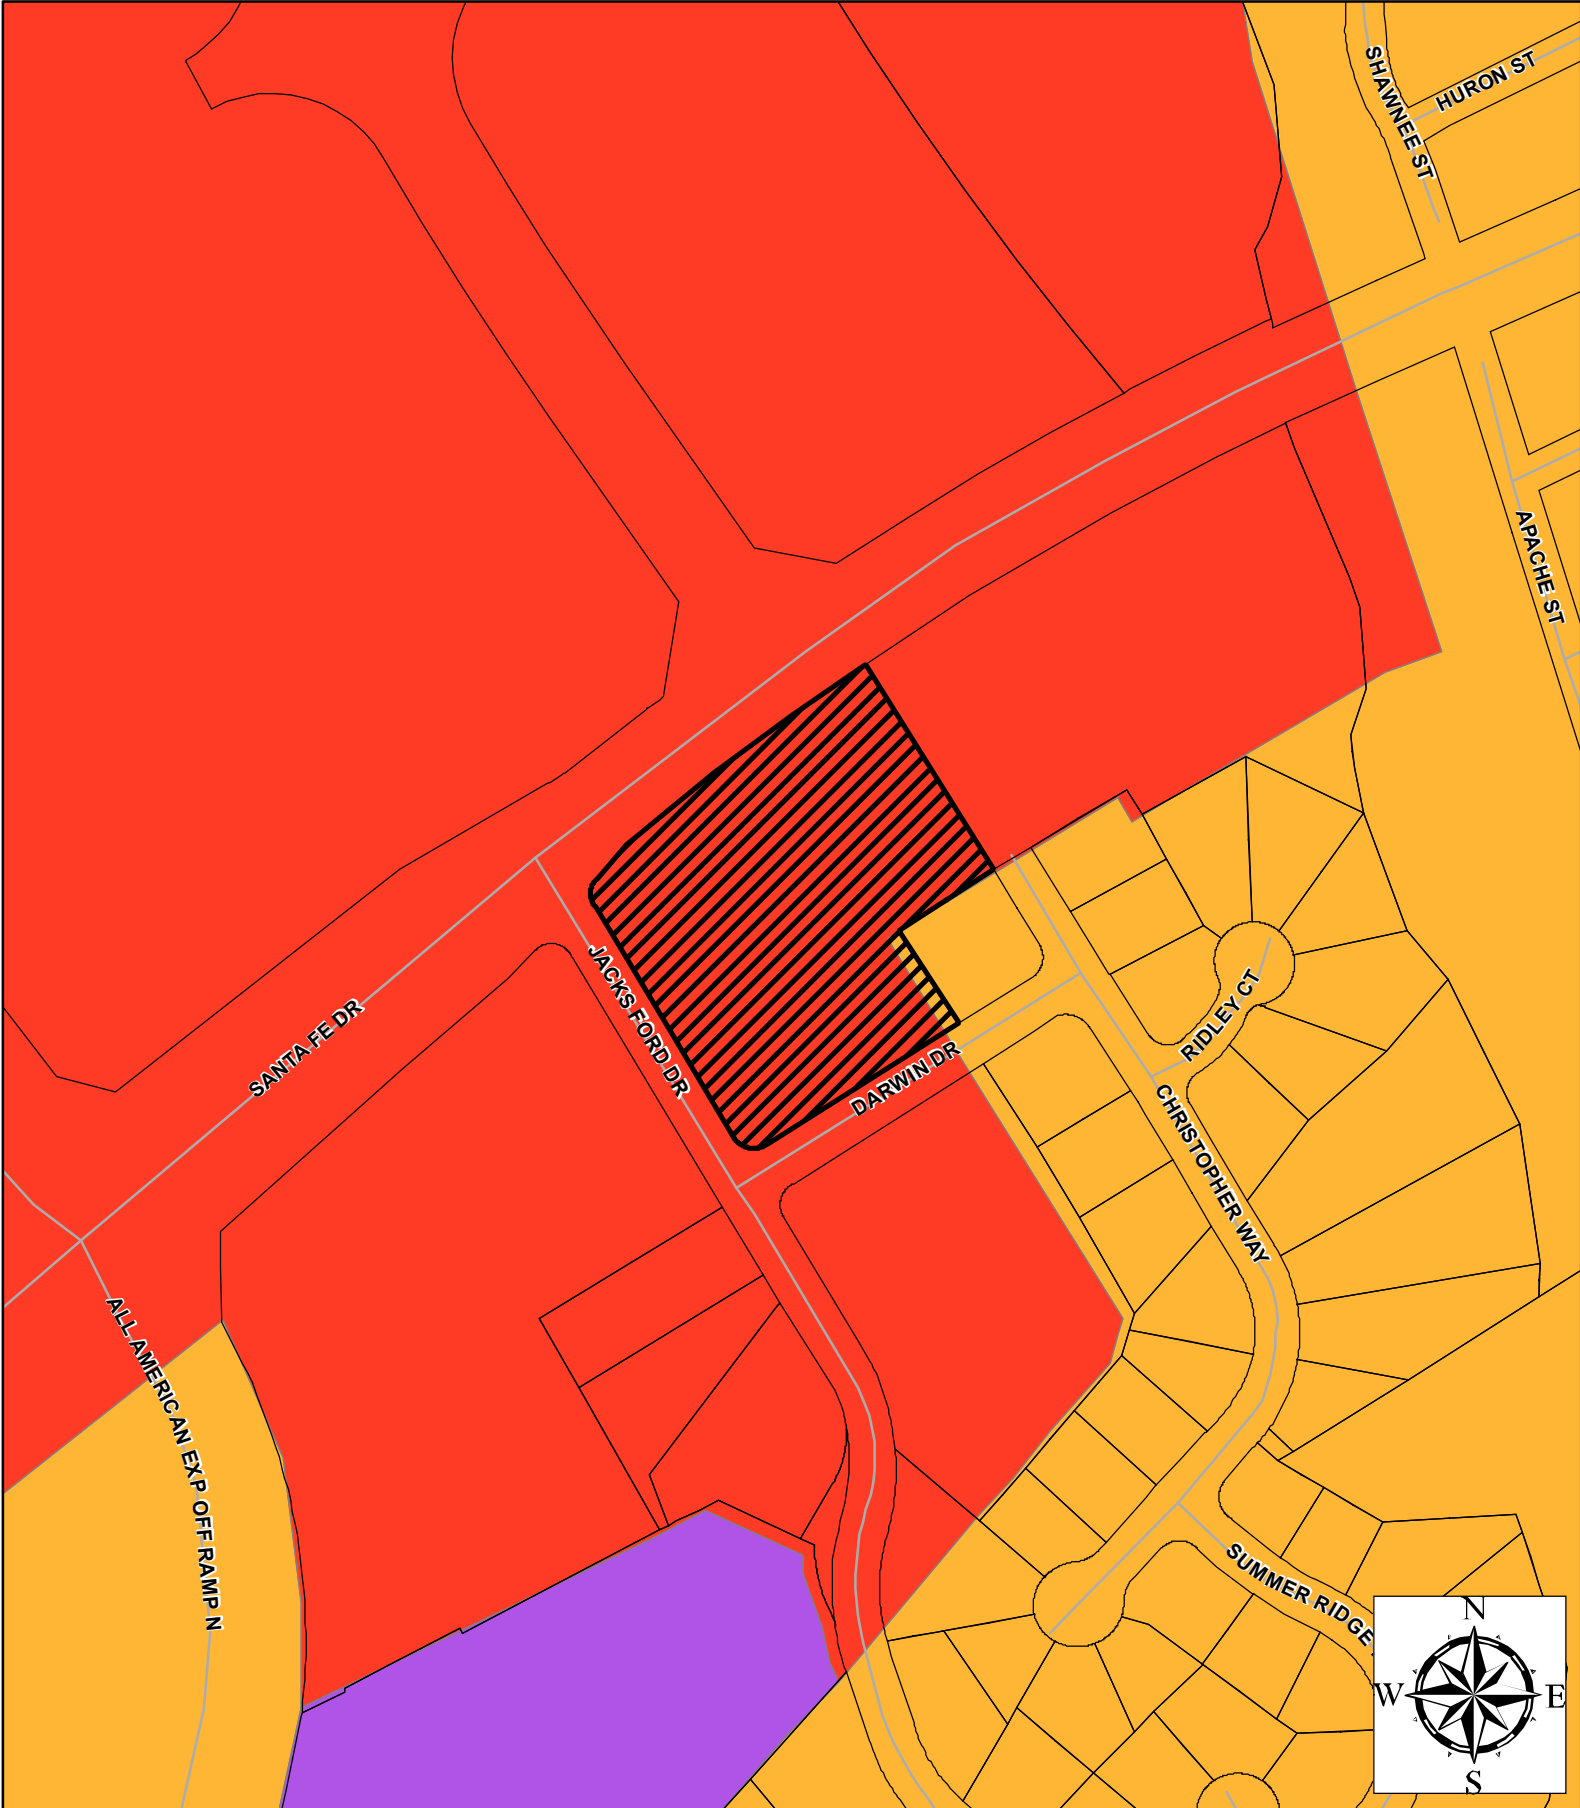 SHAWNEE ST
HURON ST
APACHE ST
JACKS FORD DR
SANTA FE DR
DARWIN DR
RIDLEY CT
CHRISTOPHER WAY
ALL AMERICAN EXP OFF RAMP N
SUMMER RIDGE
N
W
E
S